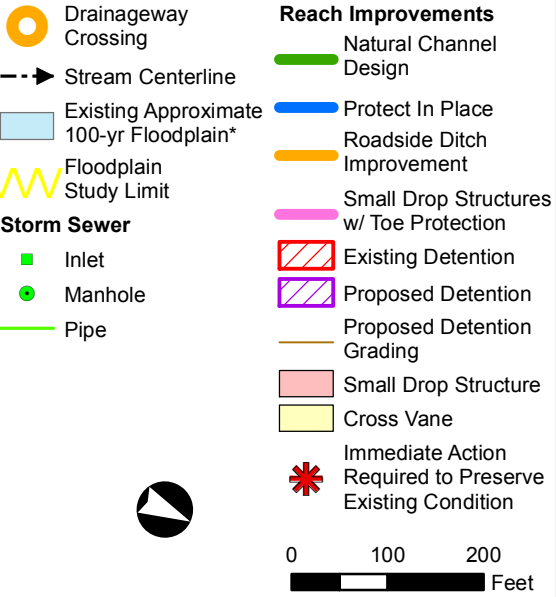 Drainageway
Crossing
Stream Centerline
Existing Approximate
100-yr Floodplain*
Floodplain
Study Limit
Storm Sewer
Inlet
Manhole
Pipe
Reach Improvements
Natural Channel
Design
Protect In Place
Roadside Ditch
Improvement
Small Drop Structures
w/ Toe Protection
Existing Detention
Proposed Detention
Proposed Detention
Grading
Small Drop Structure
Cross Vane
Immediate Action
Required to Preserve
Existing Condition
0 100 200
Feet